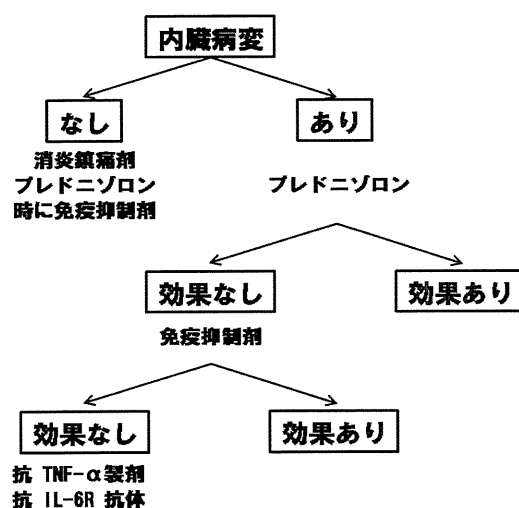 内臓病変
なし
あり
消炎鎮痛剤
プレドニゾロン
時に免疫抑制剤
プレドニゾロン
効果なし
効果あり
免疫抑制剤
効果なし
効果あり
抗 TNF-α製剤
抗 IL-6R 抗体